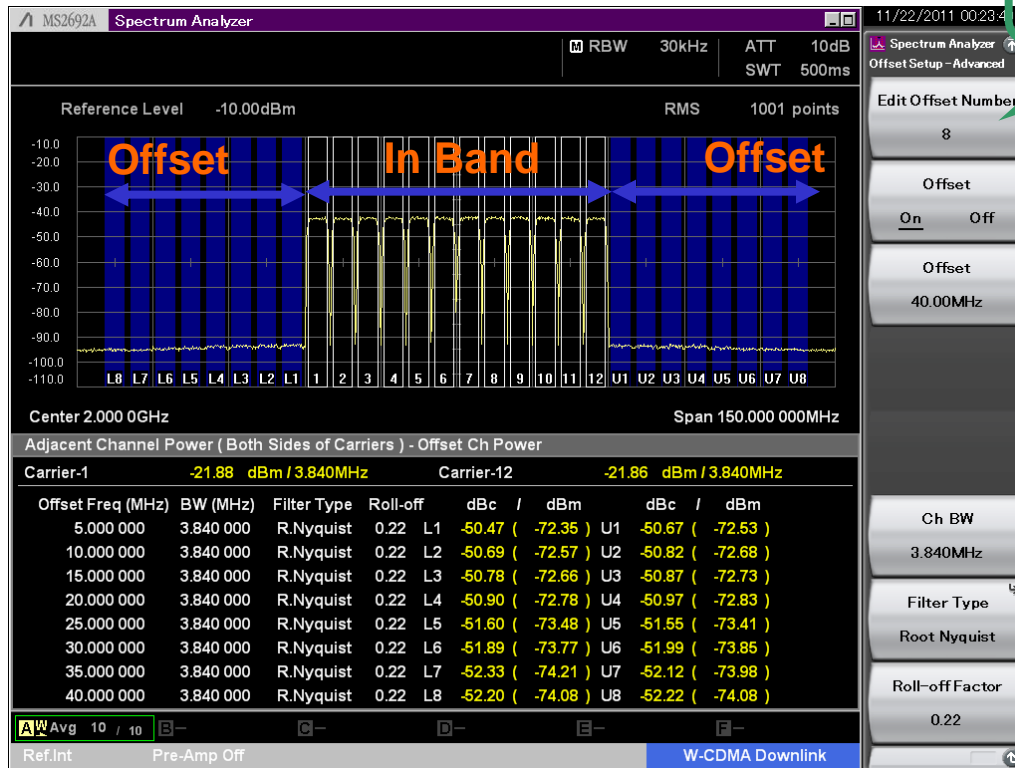 MS2692A Spectrum Analyzer
11/22/2011 00:23:4
M RBW 30kHz ATT 10dB
SWT 500ms
Reference Level -10.00dBm RMS 1001 points
-10.0
-20.0
-30.0
-40.0
-50.0
-60.0
-70.0
-80.0
-90.0
-100.0
-110.0
Offset In Band Offset
L8 L7 L6 L5 L4 L3 L2 L1 1 2 3 4 5 6 7 8 9 10 11 12 U1 U2 U3 U4 U5 U6 U7 U8
Center 2.000 0GHz Span 150.000 000MHz
Adjacent Channel Power ( Both Sides of Carriers ) - Offset Ch Power
Carrier-1 -21.88 dBm / 3.840MHz Carrier-12 -21.86 dBm / 3.840MHz
Offset Freq (MHz) BW (MHz) Filter Type Roll-off dBc / dBm dBc / dBm
5.000 000 3.840 000 R.Nyquist 0.22 L1 -50.47 ( -72.35 ) U1 -50.67 ( -72.53 )
10.000 000 3.840 000 R.Nyquist 0.22 L2 -50.69 ( -72.57 ) U2 -50.82 ( -72.68 )
15.000 000 3.840 000 R.Nyquist 0.22 L3 -50.78 ( -72.66 ) U3 -50.87 ( -72.73 )
20.000 000 3.840 000 R.Nyquist 0.22 L4 -50.90 ( -72.78 ) U4 -50.97 ( -72.83 )
25.000 000 3.840 000 R.Nyquist 0.22 L5 -51.60 ( -73.48 ) U5 -51.55 ( -73.41 )
30.000 000 3.840 000 R.Nyquist 0.22 L6 -51.89 ( -73.77 ) U6 -51.99 ( -73.85 )
35.000 000 3.840 000 R.Nyquist 0.22 L7 -52.33 ( -74.21 ) U7 -52.12 ( -73.98 )
40.000 000 3.840 000 R.Nyquist 0.22 L8 -52.20 ( -74.08 ) U8 -52.22 ( -74.08 )
A W Avg 10 / 10 B- C- D- E- F-
Ref.Int Pre-Amp Off W-CDMA Downlink
Spectrum Analyzer
Offset Setup - Advanced
Edit Offset Number
8
Offset
On Off
Offset
40.00MHz
Ch BW
3.840MHz
Filter Type
Root Nyquist
Roll-off Factor
0.22